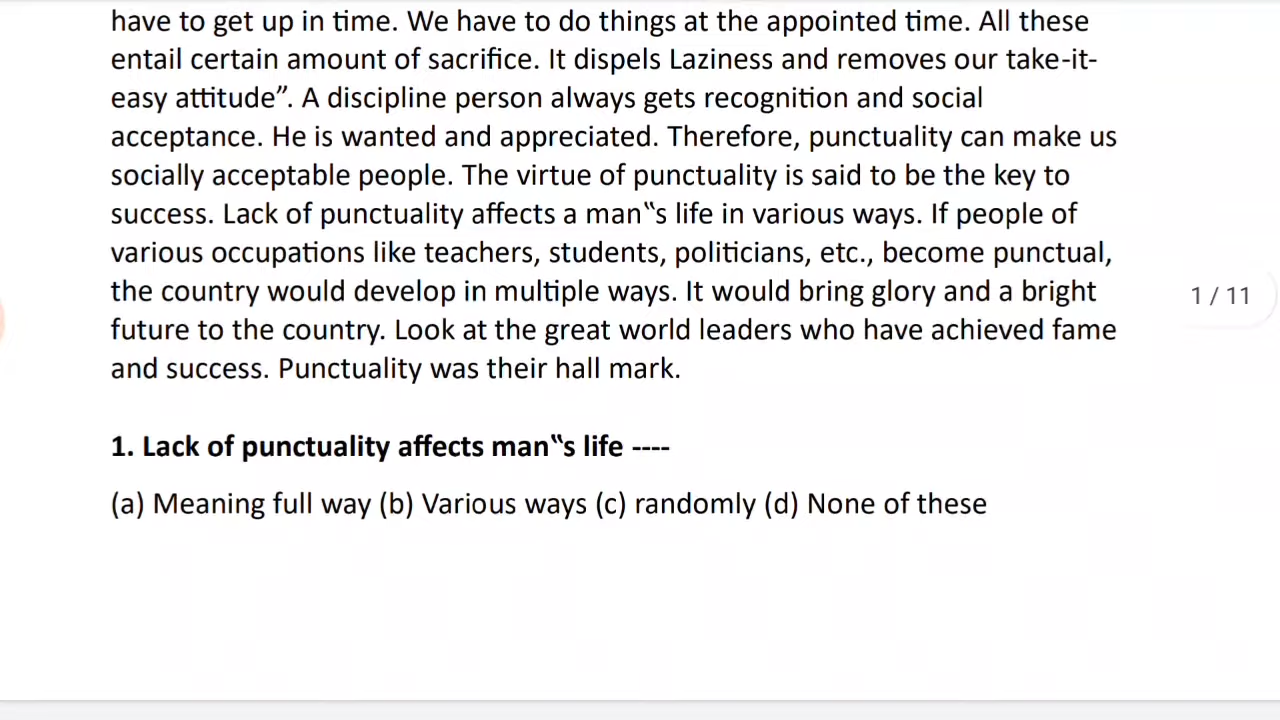 have to get up in time. We have to do things at the appointed time. All these
entail certain amount of sacrifice. It dispels Laziness and removes our take-it-
easy attitude”. A discipline person always gets recognition and social
acceptance. He is wanted and appreciated. Therefore, punctuality can make us
socially acceptable people. The virtue of punctuality is said to be the key to
success. Lack of punctuality affects a man‟s life in various ways. If people of
various occupations like teachers, students, politicians, etc., become punctual,
the country would develop in multiple ways. It would bring glory and a bright
1 / 11
future to the country. Look at the great world leaders who have achieved fame
and success. Punctuality was their hall mark.
1. Lack of punctuality affects man‟s life ----
(a) Meaning full way (b) Various ways (c) randomly (d) None of these